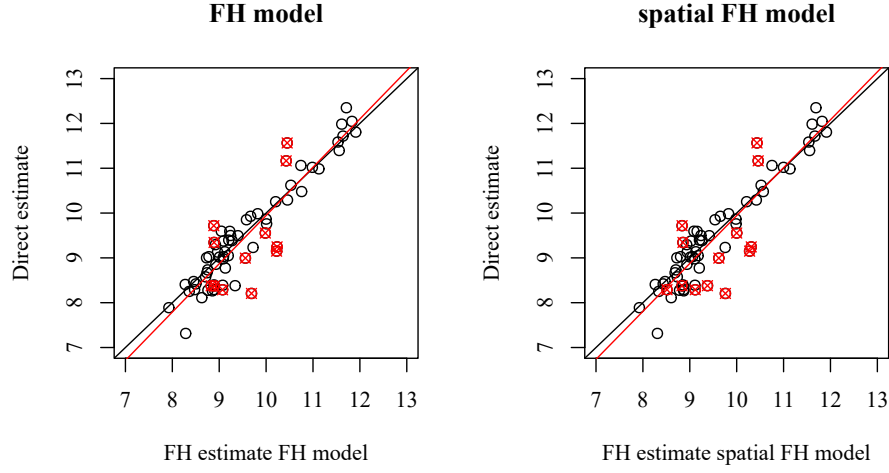 FH model
Direct estimate
13
12
11
10
9
8
7
7 8 9 10 11 12 13
FH estimate FH model
spatial FH model
Direct estimate
13
12
11
10
9
8
7
7 8 9 10 11 12 13
FH estimate spatial FH model